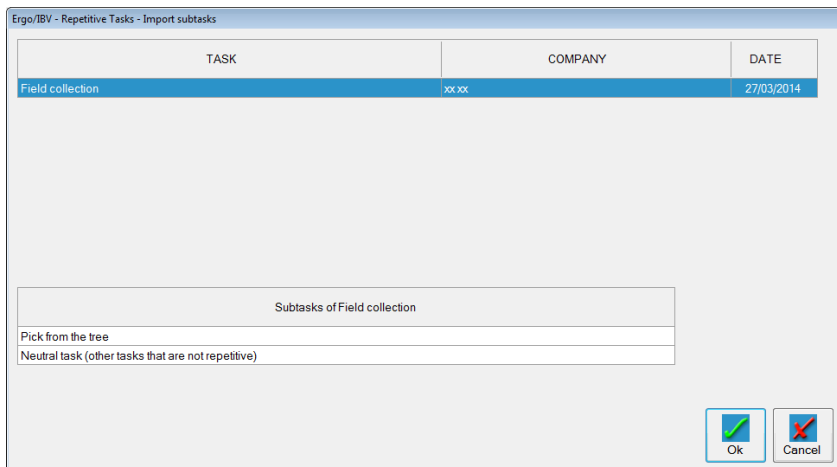 Ergo/IBV - Repetitive Tasks - Import subtasks
TASK COMPANY DATE
Field collection xx xx 27/03/2014
Subtasks of Field collection
Pick from the tree
Neutral task (other tasks that are not repetitive)
Ok Cancel